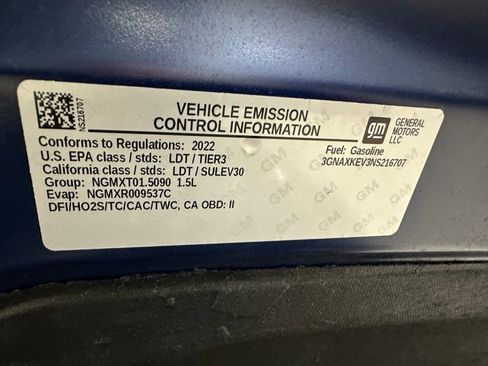 NS216707
VEHICLE EMISSION
CONTROL INFORMATION
gm
GENERAL
MOTORS
LLC
Conforms to Regulations: 2022
U.S. EPA class / stds: LDT / TIER3
California class / stds: LDT / SULEV30
Group: NGMXT01.5090 1.5L
Evap: NGMXR009537C
DFI/HO2S/TC/CAC/TWC, CA OBD: II
Fuel: Gasoline
3GNAXKEV3NS216707